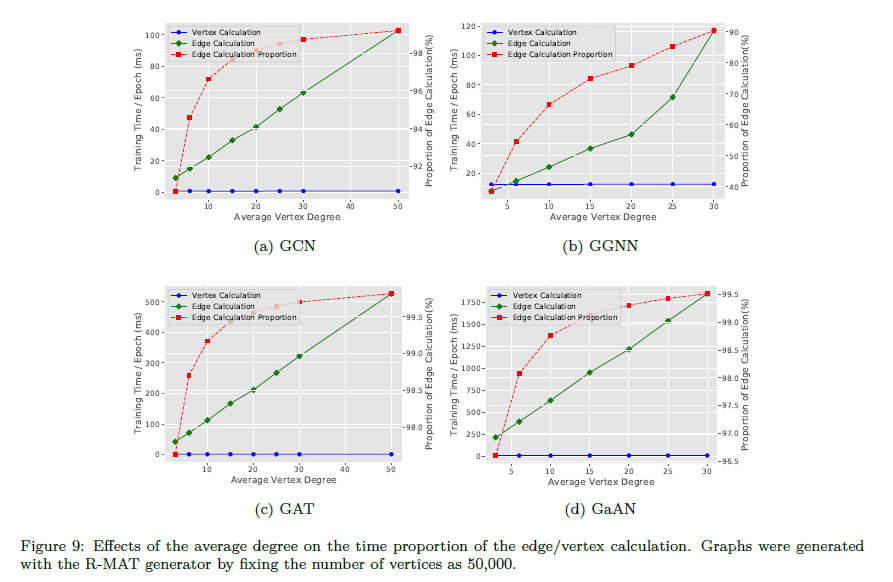 Vertex Calculation
Edge Calculation
Edge Calculation Proportion
Training Time / Epoch (ms)
100
80
60
40
20
0
98
96
94
92
Proportion of Edge Calculation(%)
10 20 30 40 50
Average Vertex Degree
(a) GCN
Vertex Calculation
Edge Calculation
Edge Calculation Proportion
Training Time / Epoch (ms)
120
100
80
60
40
20
90
80
70
60
50
40
Proportion of Edge Calculation(%)
5 10 15 20 25 30
Average Vertex Degree
(b) GGNN
Vertex Calculation
Edge Calculation
Edge Calculation Proportion
Training Time / Epoch (ms)
500
400
300
200
100
0
99.5
99.0
98.5
98.0
Proportion of Edge Calculation(%)
10 20 30 40 50
Average Vertex Degree
(c) GAT
Vertex Calculation
Edge Calculation
Edge Calculation Proportion
Training Time / Epoch (ms)
1750
1500
1250
1000
750
500
250
0
99.5
99.0
98.5
98.0
97.5
97.0
96.5
Proportion of Edge Calculation(%)
5 10 15 20 25 30
Average Vertex Degree
(d) GaAN
Figure 9: Effects of the average degree on the time proportion of the edge/vertex calculation. Graphs were generated
with the R-MAT generator by fixing the number of vertices as 50,000.